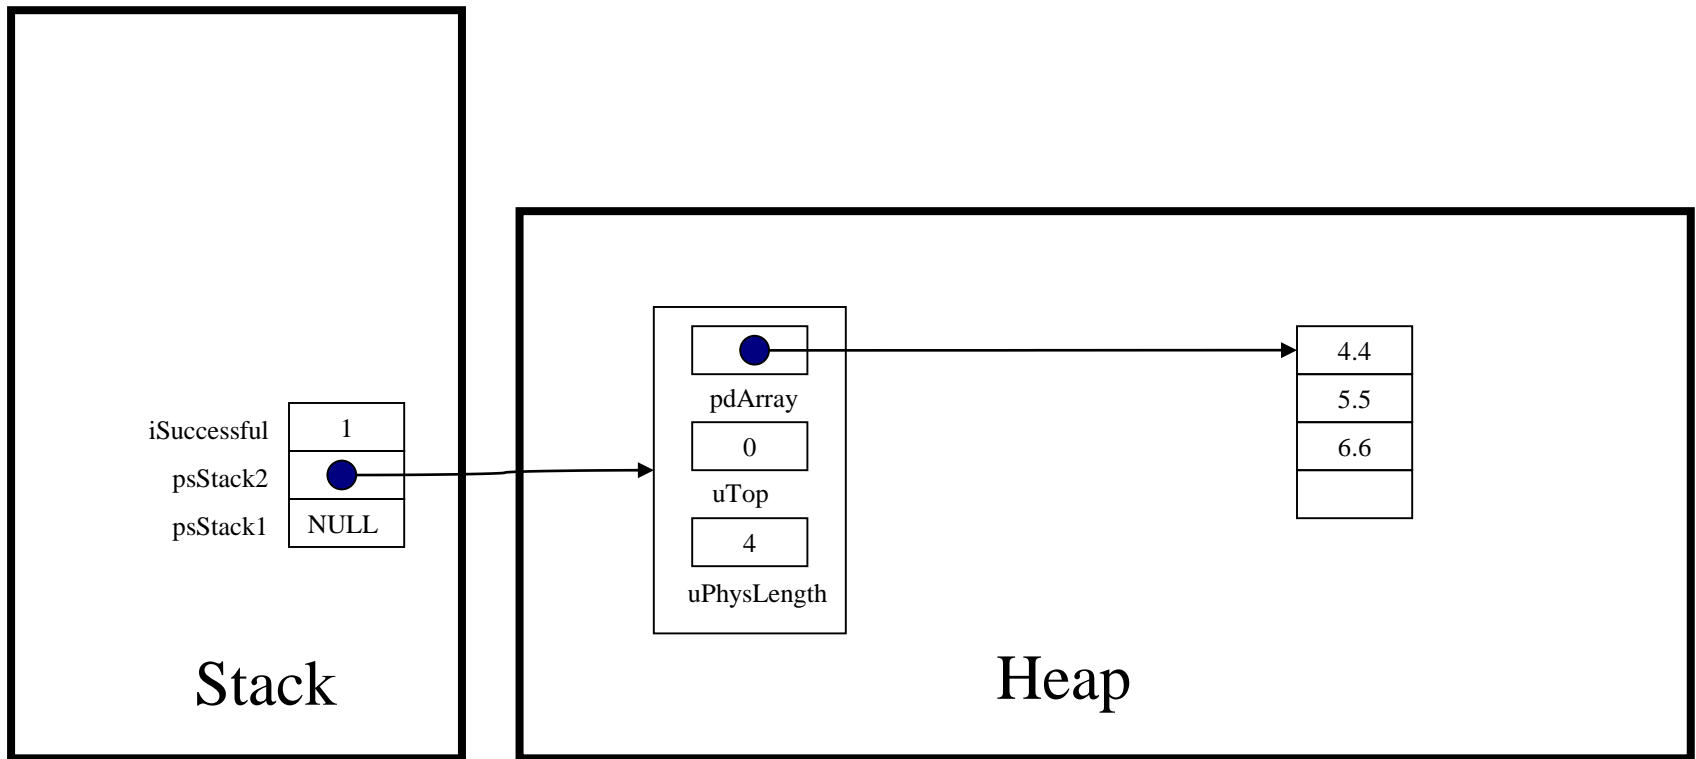 iSuccessful 1
psStack2
psStack1 NULL
Stack
pdArray
0
uTop
4
uPhysLength
4.4
5.5
6.6
Heap